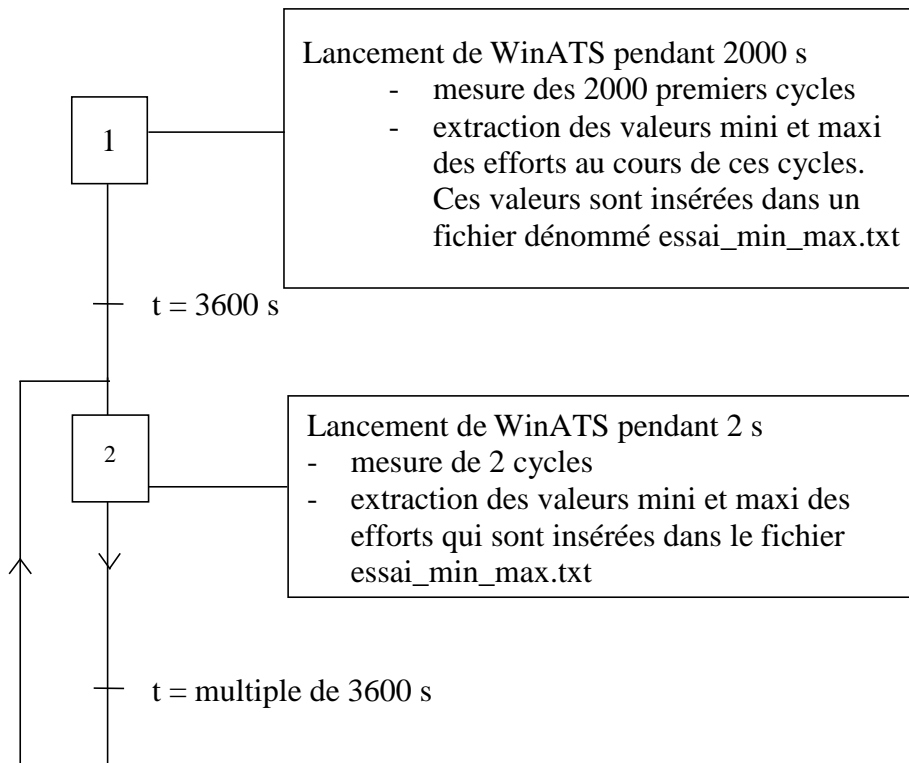 Lancement de WinATS pendant 2000 s
- mesure des 2000 premiers cycles
1
- extraction des valeurs mini et maxi
des efforts au cours de ces cycles.
Ces valeurs sont insérées dans un
fichier dénommé essai_min_max.txt
t = 3600 s
Lancement de WinATS pendant 2 s
2
- mesure de 2 cycles
- extraction des valeurs mini et maxi des
efforts qui sont insérées dans le fichier
essai_min_max.txt
t = multiple de 3600 s